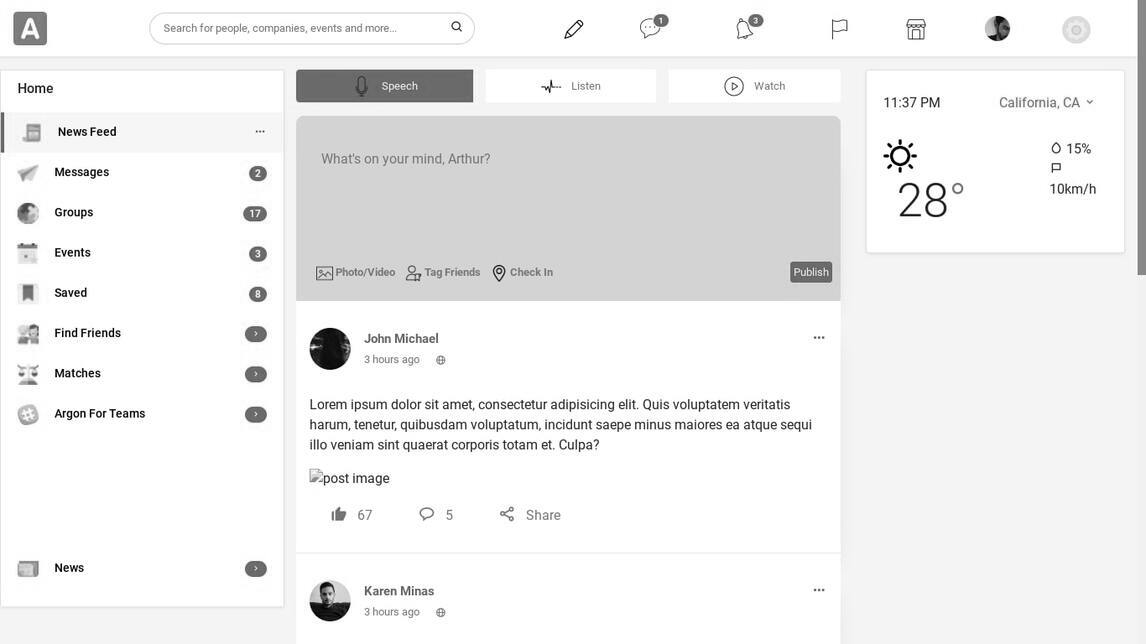 A
Search for people, companies, events and more...
1
3
Home
News Feed
Messages
2
Groups
17
Events
3
Saved
8
Find Friends
Matches
Argon For Teams
News
Speech
Listen
Watch
What's on your mind, Arthur?
Photo/Video
Tag Friends
Check In
Publish
John Michael
3 hours ago
Lorem ipsum dolor sit amet, consectetur adipisicing elit. Quis voluptatem veritatis
harum, tenetur, quibusdam voluptatum, incidunt saepe minus maiores ea atque sequi
illo veniam sint quaerat corporis totam et. Culpa?
post image
67
5
Share
Karen Minas
3 hours ago
11:37 PM
California, CA
28°
15%
10km/h